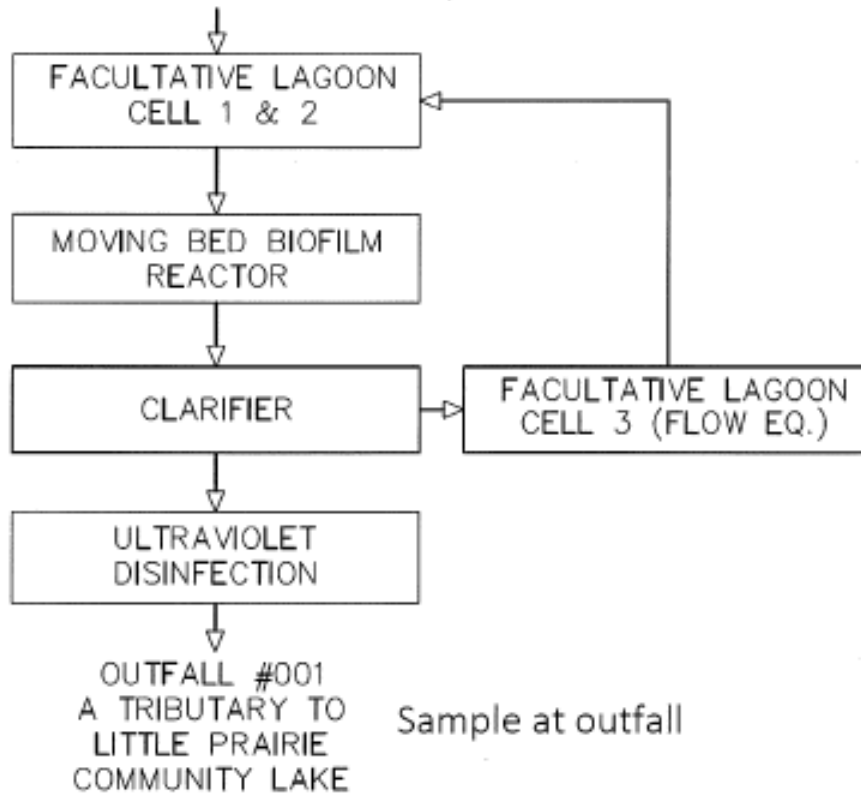 FACULTATIVE LAGOON
CELL 1 & 2
MOVING BED BIOFILM
REACTOR
CLARIFIER
FACULTATIVE LAGOON
CELL 3 (FLOW EQ.)
ULTRAVIOLET
DISINFECTION
OUTFALL #001
A TRIBUTARY TO
LITTLE PRAIRIE
COMMUNITY LAKE
Sample at outfall